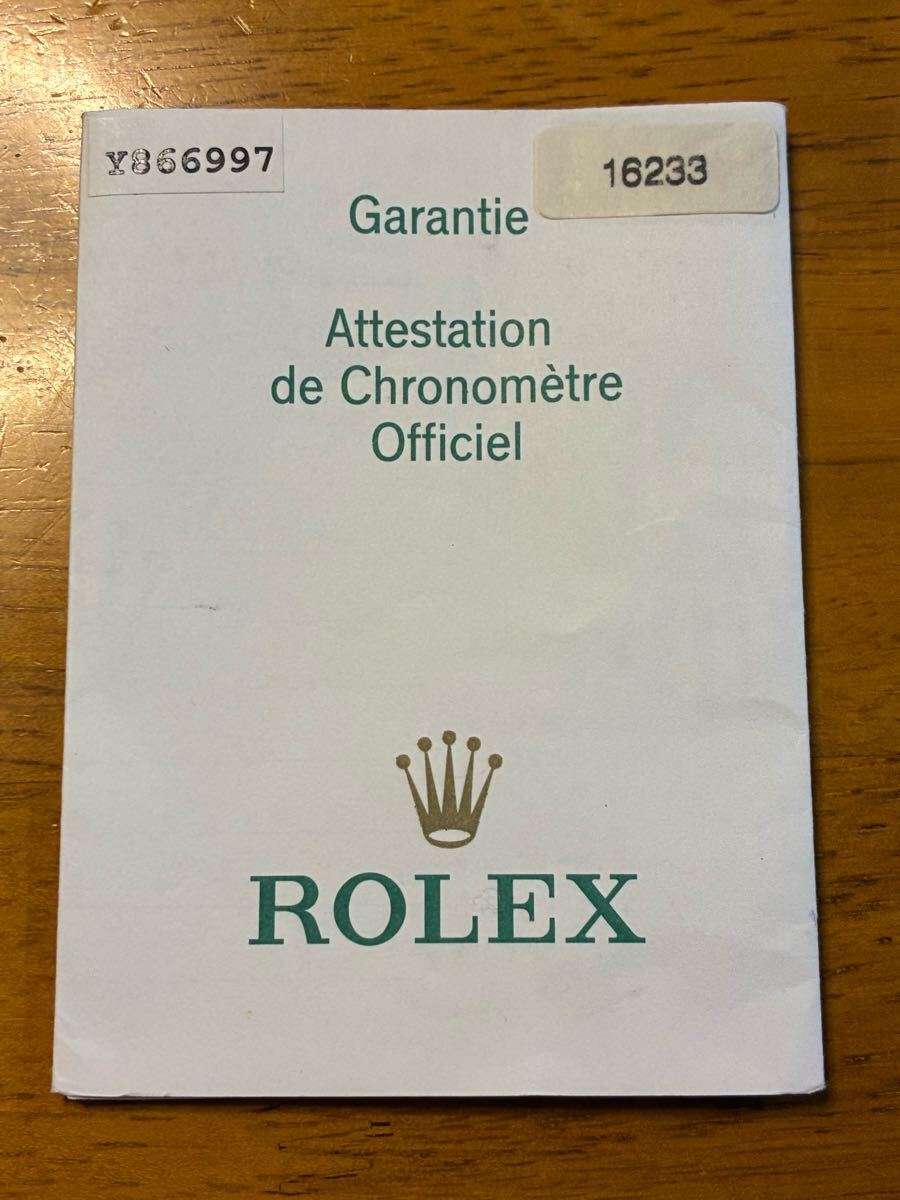 Y866997
16233
Garantie
Attestation
de Chronomètre
Officiel
ROLEX